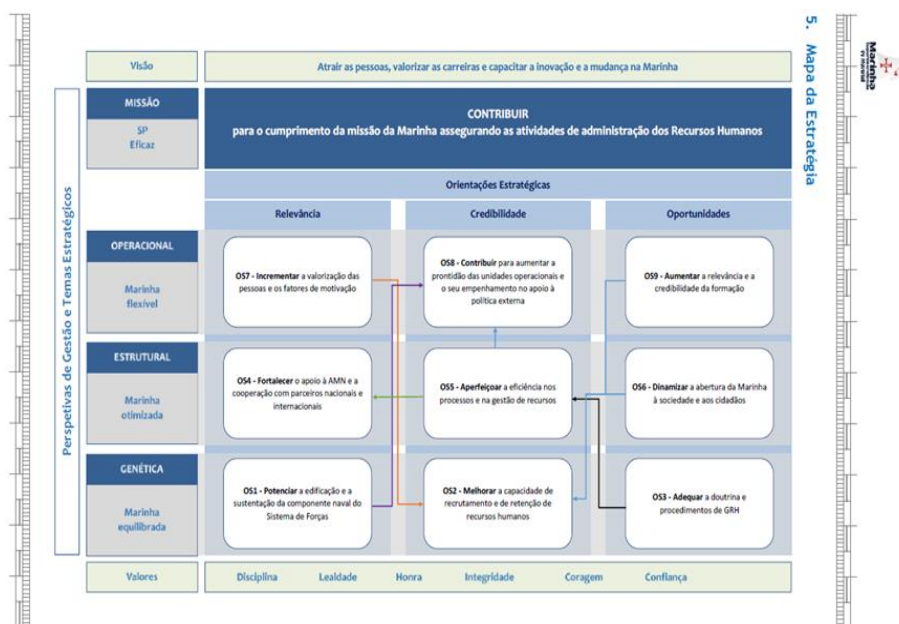 5. Mapa da Estratégia
Marinha
Visão
Atrair as pessoas, valorizar as carreiras e capacitar a inovação e a mudança na Marinha
Perspetivas de Gestão e Temas Estratégicos
MISSÃO
SP
Eficaz
CONTRIBUIR
para o cumprimento da missão da Marinha assegurando as atividades de administração dos Recursos Humanos
Orientações Estratégicas
Relevância
Credibilidade
Oportunidades
OPERACIONAL
Marinha
flexível
OS7 - Incrementar a valorização das
pessoas e os fatores de motivação
OS8 - Contribuir para aumentar a
prontidão das unidades operacionais e
o seu empenhamento no apoio à
política externa
OS9 - Aumentar a relevância e a
credibilidade da formação
ESTRUTURAL
Marinha
otimizada
OS4 - Fortalecer o apoio à AMN e a
cooperação com parceiros nacionais e
internacionais
OS5 - Aperfeiçoar a eficiência nos
processos e na gestão de recursos
OS6 - Dinamizar a abertura da Marinha
à sociedade e aos cidadãos
GENÉTICA
Marinha
equilibrada
OS1 - Potenciar a edificação e a
sustentação da componente naval do
Sistema de Forças
OS2 - Melhorar a capacidade de
recrutamento e de retenção de
recursos humanos
OS3 - Adequar a doutrina e
procedimentos de GRH
Valores
Disciplina Lealdade Honra Integridade Coragem Confiança